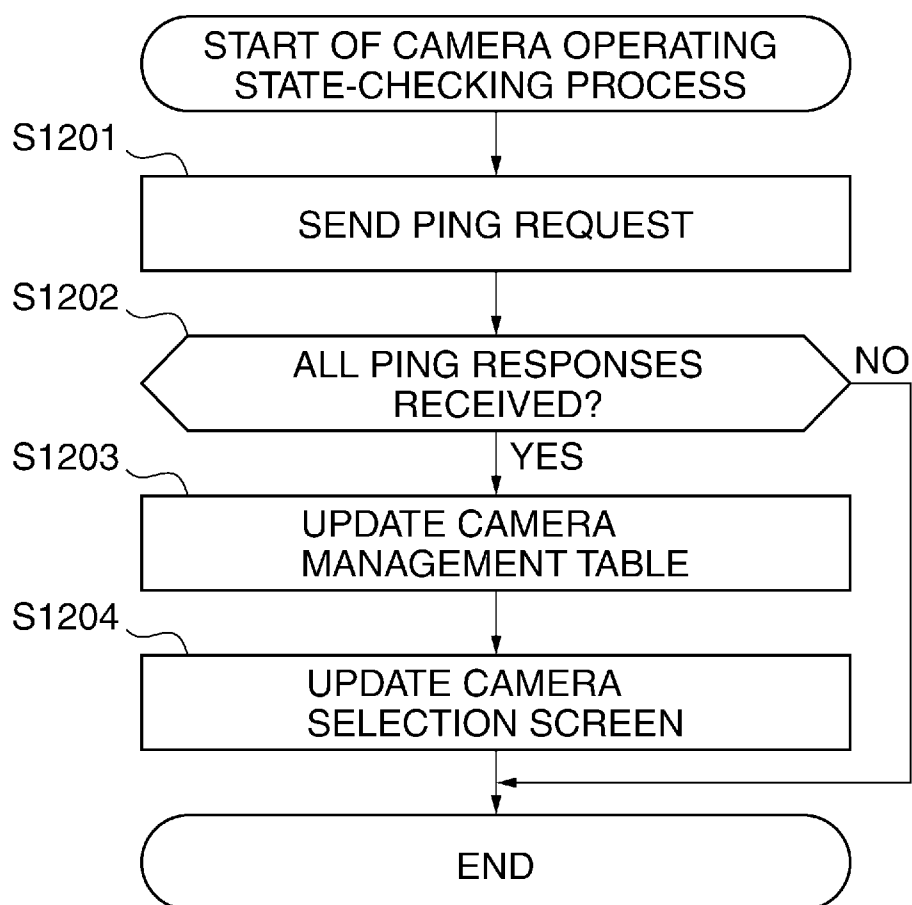 START OF CAMERA OPERATING
STATE-CHECKING PROCESS
S1201
SEND PING REQUEST
S1202
ALL PING RESPONSES
RECEIVED?
NO
YES
S1203
UPDATE CAMERA
MANAGEMENT TABLE
S1204
UPDATE CAMERA
SELECTION SCREEN
END